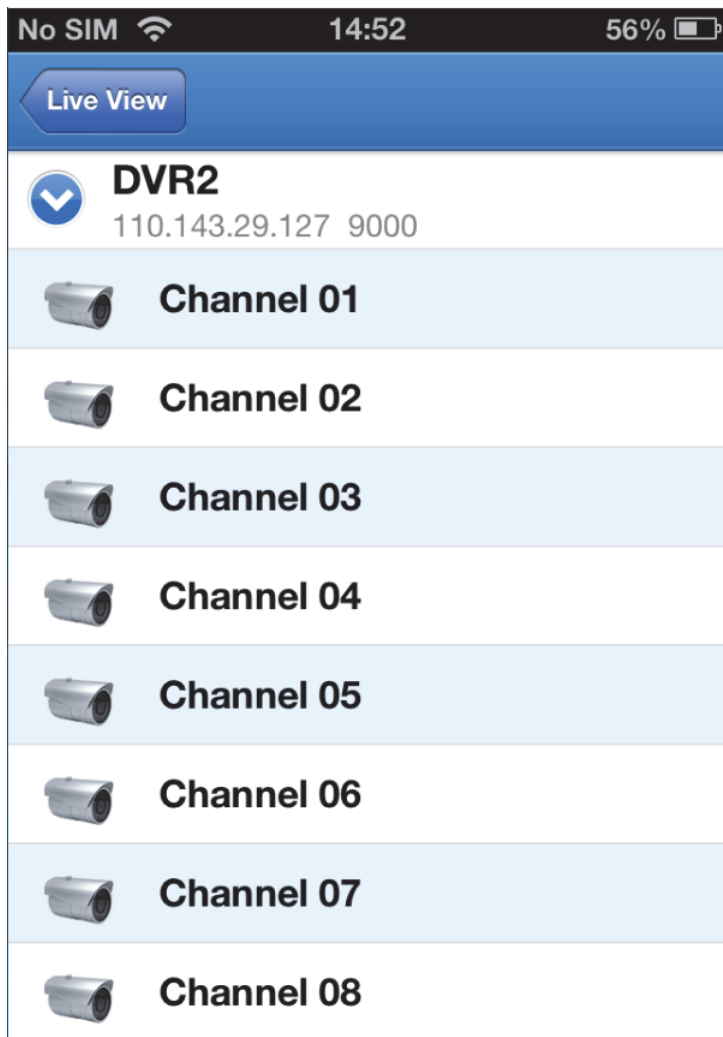 No SIM 14:52 56%
Live View
DVR2
110.143.29.127 9000
Channel 01
Channel 02
Channel 03
Channel 04
Channel 05
Channel 06
Channel 07
Channel 08